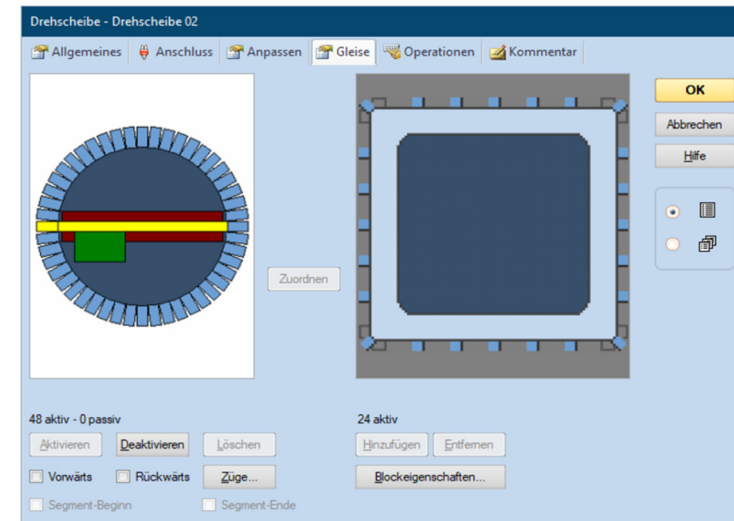 Drehscheibe - Drehscheibe 02
Allgemeines Anschluss Anpassen Gleise Operationen Kommentar
OK
Abbrechen
Hilfe
Zuordnen
48 aktiv - 0 passiv
24 aktiv
Aktivieren Deaktivieren Löschen
Hinzufügen Entfernen
Vorwärts Rückwärts Züge...
Blockeigenschaften...
Segment-Beginn Segment-Ende